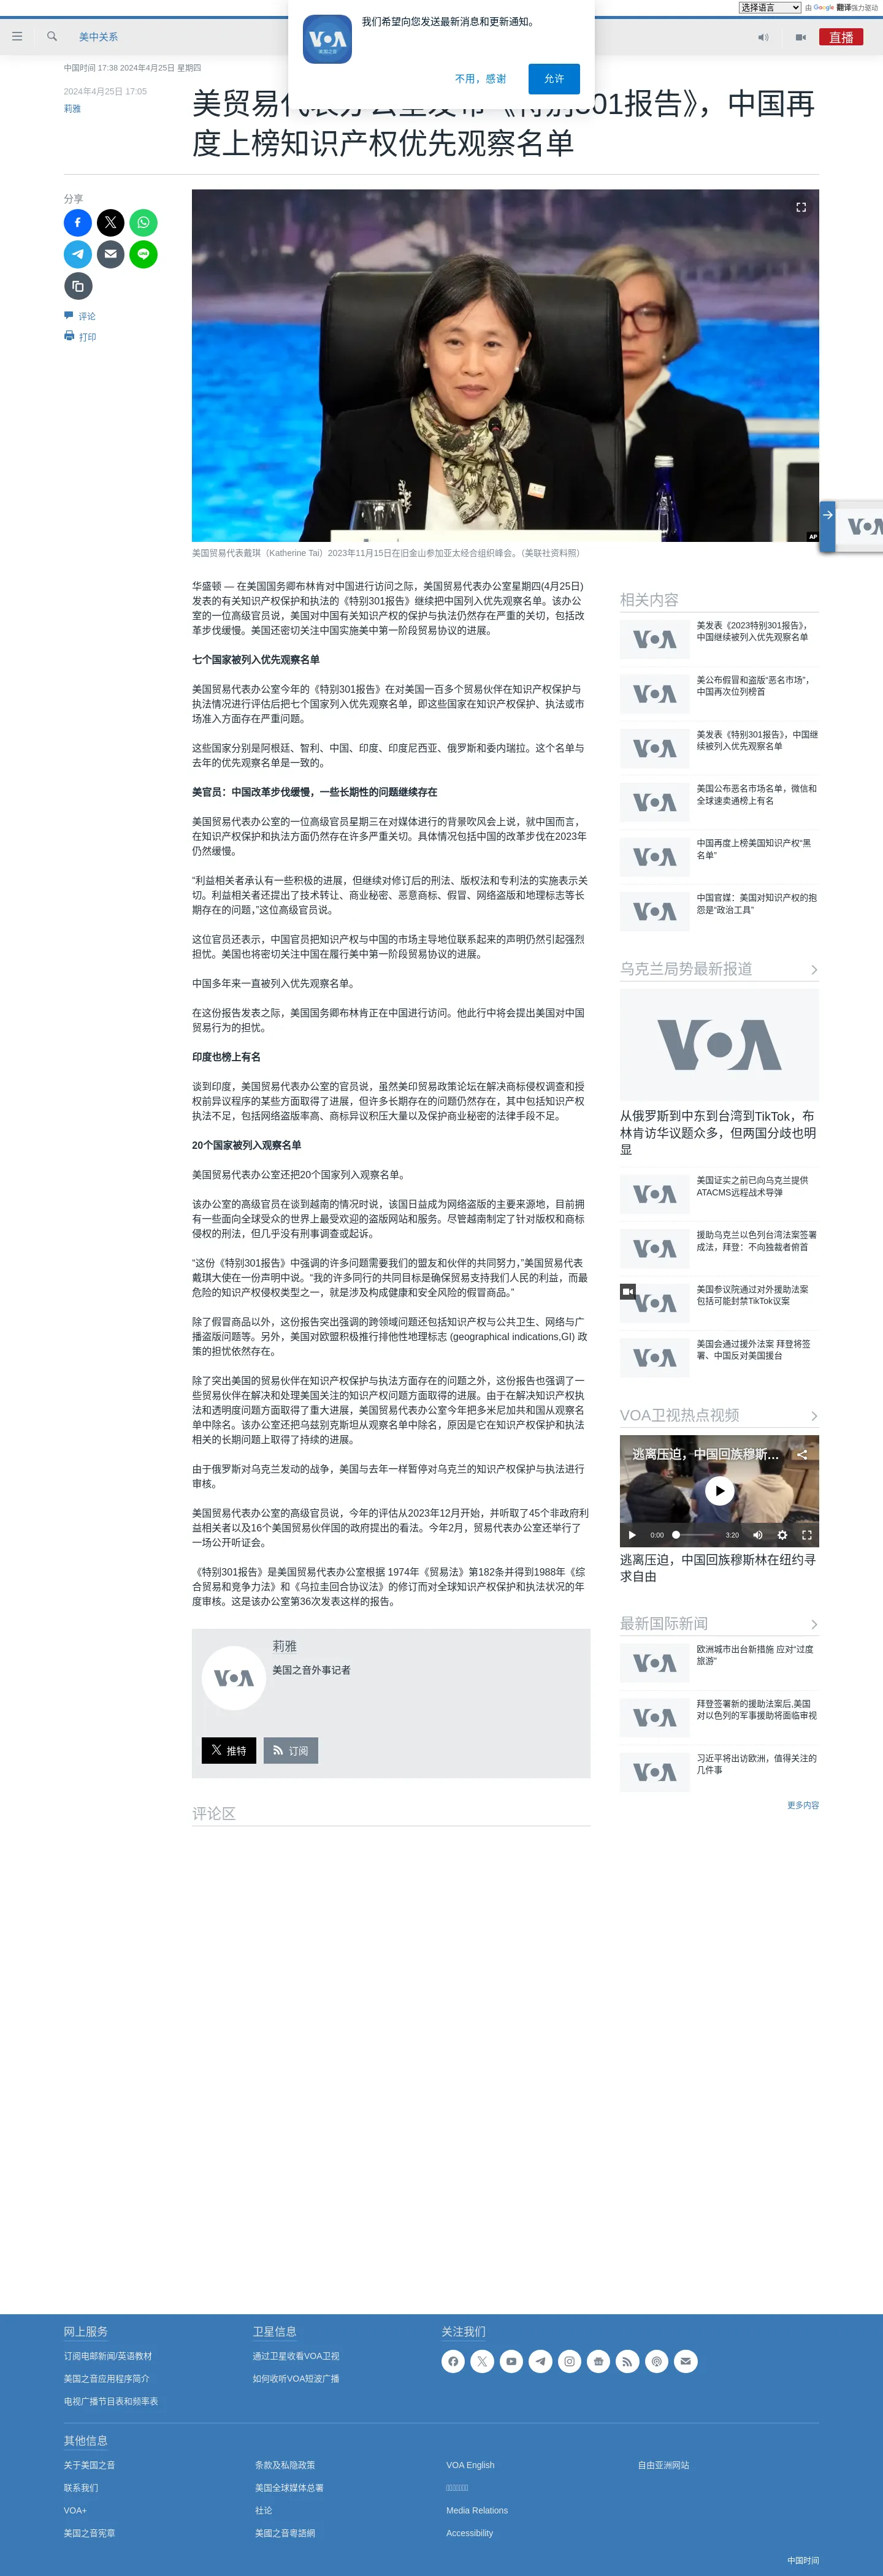 选择语言
由 Google 翻译强力驱动
我们希望向您发送最新消息和更新通知。
不用，感谢
允许
美中关系
直播
中国时间 17:38 2024年4月25日 星期四
2024年4月25日 17:05
莉雅
美贸易代表办公室发布《特别301报告》，中国再
度上榜知识产权优先观察名单
分享
评论
打印
AP
美国贸易代表戴琪（Katherine Tai）2023年11月15日在旧金山参加亚太经合组织峰会。（美联社资料照）
华盛顿 — 在美国国务卿布林肯对中国进行访问之际，美国贸易代表办公室星期四(4月25日)
发表的有关知识产权保护和执法的《特别301报告》继续把中国列入优先观察名单。该办公
室的一位高级官员说，美国对中国有关知识产权的保护与执法仍然存在严重的关切，包括改
革步伐缓慢。美国还密切关注中国实施美中第一阶段贸易协议的进展。
七个国家被列入优先观察名单
美国贸易代表办公室今年的《特别301报告》在对美国一百多个贸易伙伴在知识产权保护与
执法情况进行评估后把七个国家列入优先观察名单，即这些国家在知识产权保护、执法或市
场准入方面存在严重问题。
这些国家分别是阿根廷、智利、中国、印度、印度尼西亚、俄罗斯和委内瑞拉。这个名单与
去年的优先观察名单是一致的。
美官员：中国改革步伐缓慢，一些长期性的问题继续存在
美国贸易代表办公室的一位高级官员星期三在对媒体进行的背景吹风会上说，就中国而言，
在知识产权保护和执法方面仍然存在许多严重关切。具体情况包括中国的改革步伐在2023年
仍然缓慢。
“利益相关者承认有一些积极的进展，但继续对修订后的刑法、版权法和专利法的实施表示关
切。利益相关者还提出了技术转让、商业秘密、恶意商标、假冒、网络盗版和地理标志等长
期存在的问题，”这位高级官员说。
这位官员还表示，中国官员把知识产权与中国的市场主导地位联系起来的声明仍然引起强烈
担忧。美国也将密切关注中国在履行美中第一阶段贸易协议的进展。
中国多年来一直被列入优先观察名单。
在这份报告发表之际，美国国务卿布林肯正在中国进行访问。他此行中将会提出美国对中国
贸易行为的担忧。
印度也榜上有名
谈到印度，美国贸易代表办公室的官员说，虽然美印贸易政策论坛在解决商标侵权调查和授
权前异议程序的某些方面取得了进展，但许多长期存在的问题仍然存在，其中包括知识产权
执法不足，包括网络盗版率高、商标异议积压大量以及保护商业秘密的法律手段不足。
20个国家被列入观察名单
美国贸易代表办公室还把20个国家列入观察名单。
该办公室的高级官员在谈到越南的情况时说，该国日益成为网络盗版的主要来源地，目前拥
有一些面向全球受众的世界上最受欢迎的盗版网站和服务。尽管越南制定了针对版权和商标
侵权的刑法，但几乎没有刑事调查或起诉。
“这份《特别301报告》中强调的许多问题需要我们的盟友和伙伴的共同努力，”美国贸易代表
戴琪大使在一份声明中说。“我的许多同行的共同目标是确保贸易支持我们人民的利益，而最
危险的知识产权侵权类型之一，就是涉及构成健康和安全风险的假冒商品。”
除了假冒商品以外，这份报告突出强调的跨领域问题还包括知识产权与公共卫生、网络与广
播盗版问题等。另外，美国对欧盟积极推行排他性地理标志 (geographical indications,GI) 政
策的担忧依然存在。
除了突出美国的贸易伙伴在知识产权保护与执法方面存在的问题之外，这份报告也强调了一
些贸易伙伴在解决和处理美国关注的知识产权问题方面取得的进展。由于在解决知识产权执
法和透明度问题方面取得了重大进展，美国贸易代表办公室今年把多米尼加共和国从观察名
单中除名。该办公室还把乌兹别克斯坦从观察名单中除名，原因是它在知识产权保护和执法
相关的长期问题上取得了持续的进展。
由于俄罗斯对乌克兰发动的战争，美国与去年一样暂停对乌克兰的知识产权保护与执法进行
审核。
美国贸易代表办公室的高级官员说，今年的评估从2023年12月开始，并听取了45个非政府利
益相关者以及16个美国贸易伙伴国的政府提出的看法。今年2月，贸易代表办公室还举行了
一场公开听证会。
《特别301报告》是美国贸易代表办公室根据 1974年《贸易法》第182条并得到1988年《综
合贸易和竞争力法》和《乌拉圭回合协议法》的修订而对全球知识产权保护和执法状况的年
度审核。这是该办公室第36次发表这样的报告。
莉雅
美国之音外事记者
推特
订阅
评论区
相关内容
美发表《2023特别301报告》，
中国继续被列入优先观察名单
美公布假冒和盗版“恶名市场”，
中国再次位列榜首
美发表《特别301报告》，中国继
续被列入优先观察名单
美国公布恶名市场名单，微信和
全球速卖通榜上有名
中国再度上榜美国知识产权“黑
名单”
中国官媒：美国对知识产权的抱
怨是“政治工具”
乌克兰局势最新报道
VOA
从俄罗斯到中东到台湾到TikTok，布
林肯访华议题众多，但两国分歧也明
显
美国证实之前已向乌克兰提供
ATACMS远程战术导弹
援助乌克兰以色列台湾法案签署
成法，拜登：不向独裁者俯首
美国参议院通过对外援助法案
包括可能封禁TikTok议案
美国会通过援外法案 拜登将签
署、中国反对美国援台
VOA卫视热点视频
逃离压迫，中国回族穆斯...
0:00
3:20
逃离压迫，中国回族穆斯林在纽约寻
求自由
最新国际新闻
欧洲城市出台新措施 应对“过度
旅游”
拜登签署新的援助法案后,美国
对以色列的军事援助将面临审视
习近平将出访欧洲，值得关注的
几件事
更多内容
网上服务
订阅电邮新闻/英语教材
美国之音应用程序简介
电视广播节目表和频率表
卫星信息
通过卫星收看VOA卫视
如何收听VOA短波广播
关注我们
其他信息
关于美国之音
联系我们
VOA+
美国之音宪章
条款及私隐政策
美国全球媒体总署
社论
美國之音粵語網
VOA English
Media Relations
Accessibility
自由亚洲网站
中国时间